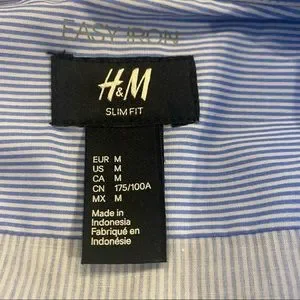 EASY IRON
H&M
SLIM FIT
EUR M
US M
CA M
CN 175/100A
MX M
Made in
Indonesia
Fabriqué en
Indonésie